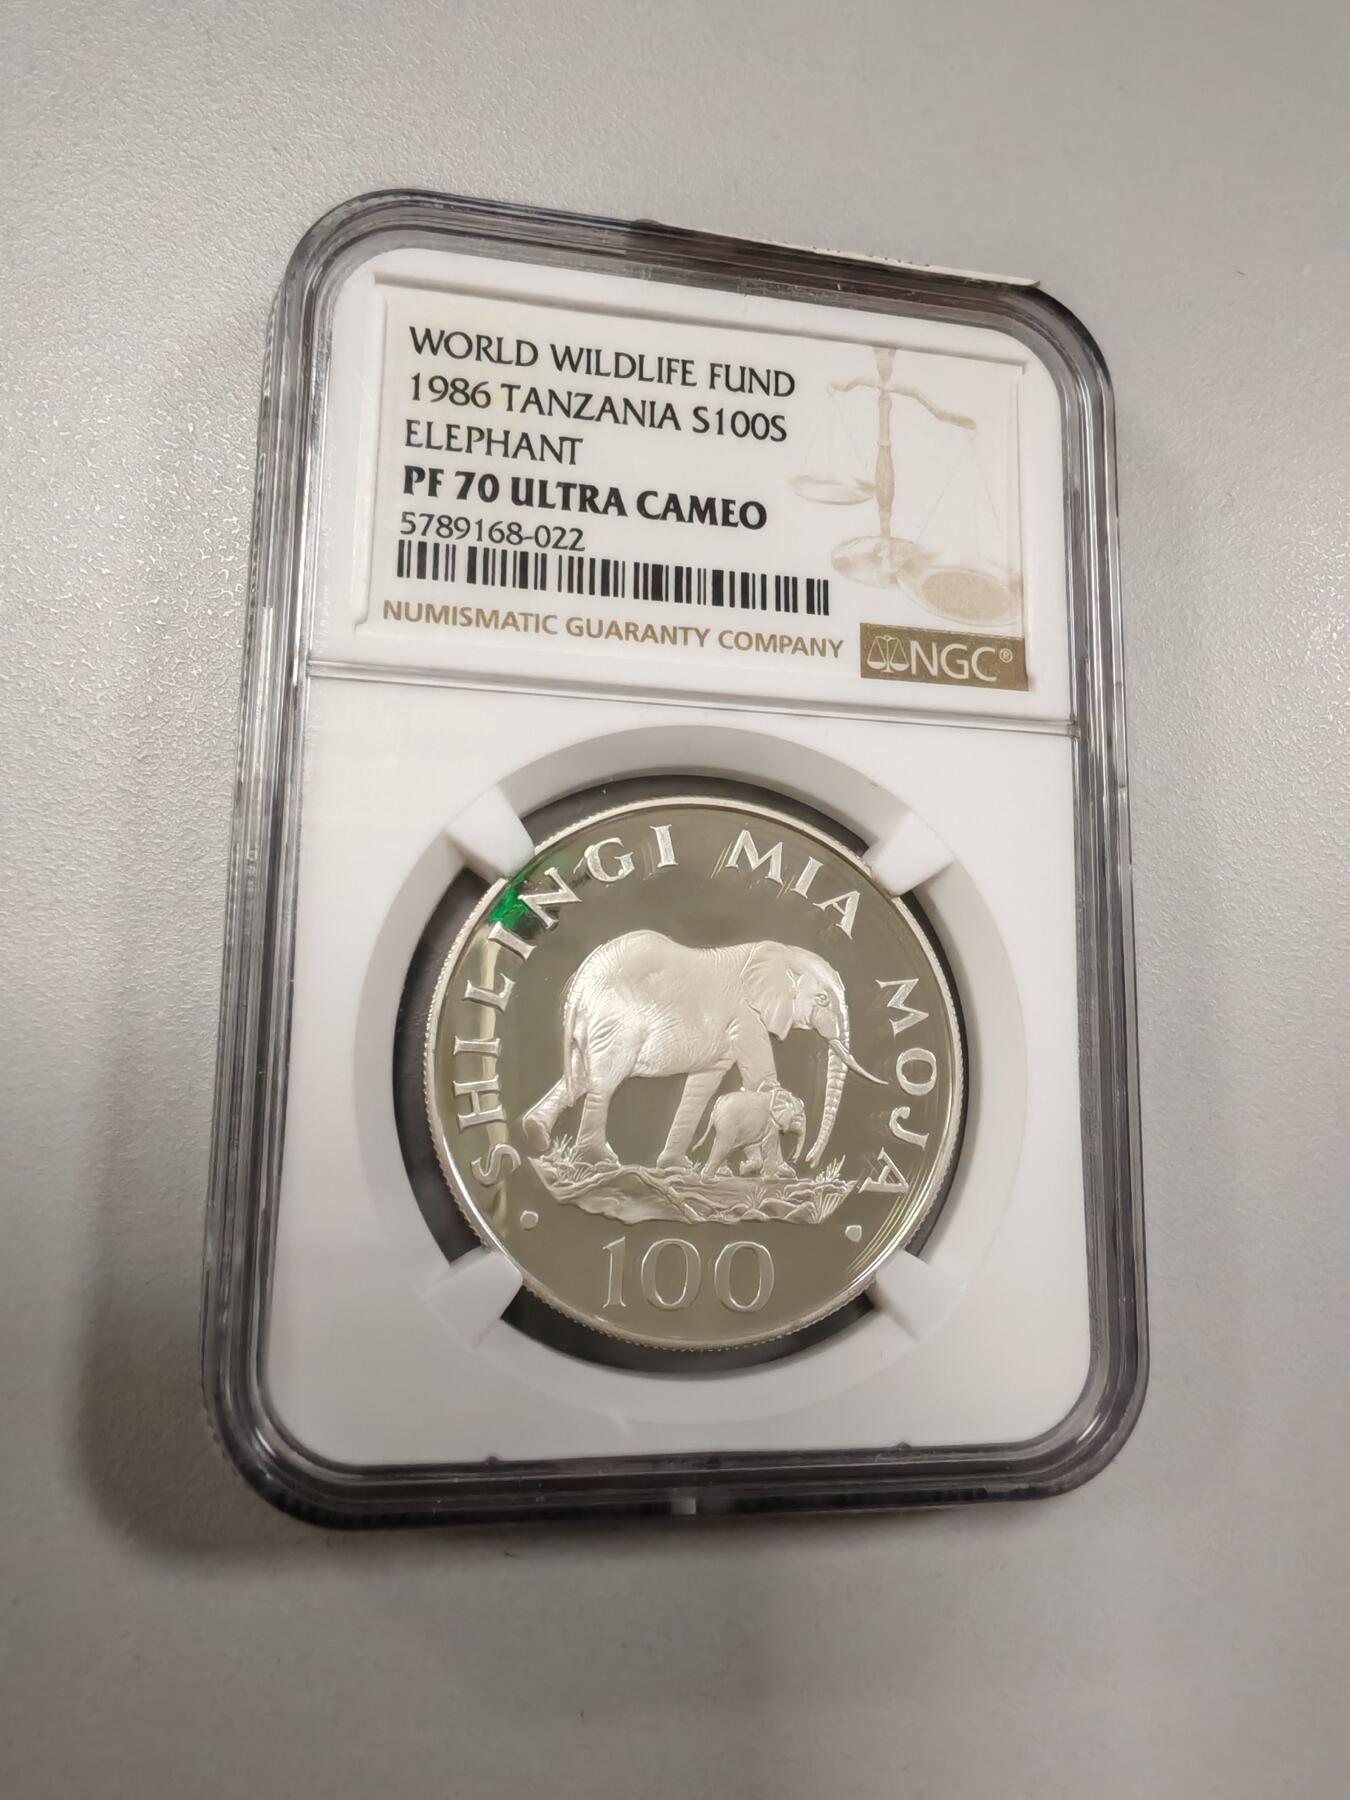 WORLD WILDLIFE FUND
1986 TANZANIA S100S
ELEPHANT
PF 70 ULTRA CAMEO
5789168-022
NUMISMATIC GUARANTY COMPANY
NGC®
SHILINGI MIA MOJA
100